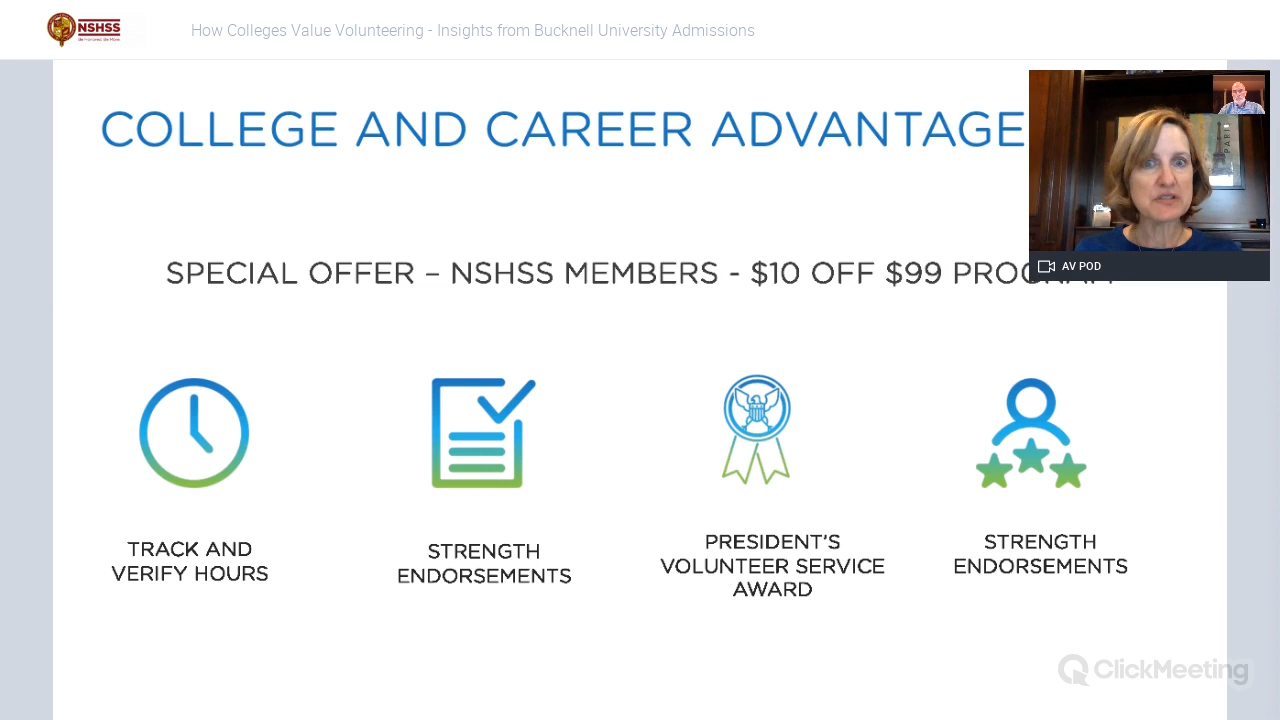 NSHSS
How Colleges Value Volunteering - Insights from Bucknell University Admissions
COLLEGE AND CAREER ADVANTAGE
PARI
AV POD
SPECIAL OFFER – NSHSS MEMBERS - $10 OFF $99 PROGRAM
TRACK AND
VERIFY HOURS
STRENGTH
ENDORSEMENTS
PRESIDENT'S
VOLUNTEER SERVICE
AWARD
STRENGTH
ENDORSEMENTS
ClickMeeting